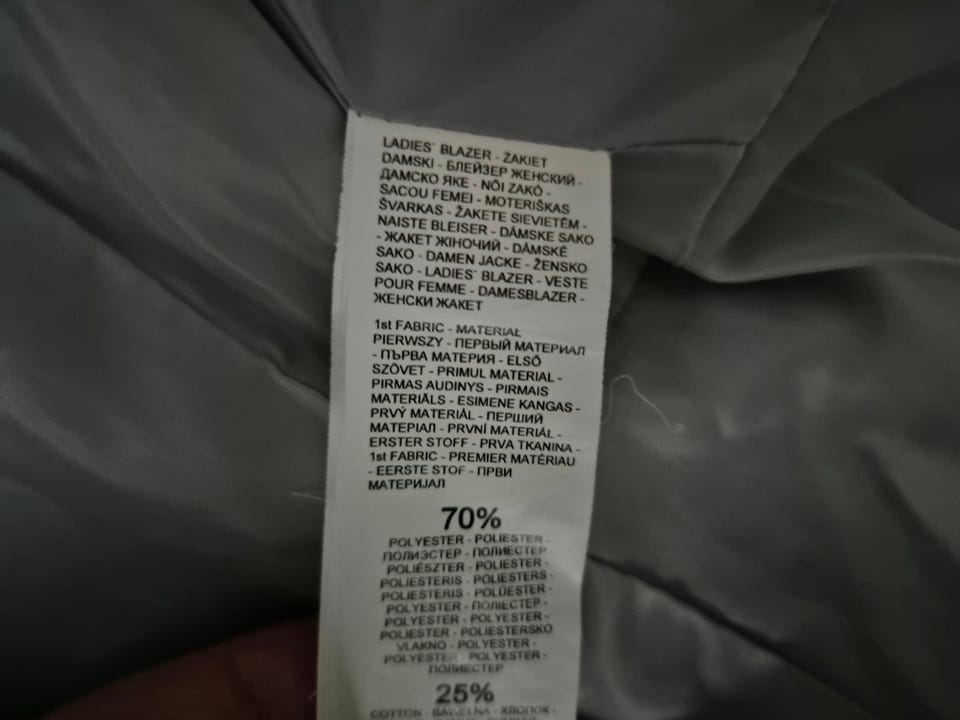 LADIES' BLAZER - ŻAKIET
DAMSKI - БЛЕЙЗЕР ЖЕНСКИЙ -
ДАМСКО ЯКЕ - NŐI ZAKÓ -
SACOU FEMEI - MOTERIŠKAS
ŠVARKAS - ŽAKETE SIEVIETĒM -
NAISTE BLEISER - DÁMSKE SAKO
- ЖАКЕТ ЖІНОЧИЙ - DÁMSKÉ
SAKO - DAMEN JACKE - ŽENSKO
SAKO - LADIES' BLAZER - VESTE
POUR FEMME - DAMESBLAZER -
ЖЕНСКИ ЖАКЕТ
1st FABRIC - MATERIAŁ
PIERWSZY - ПЕРВЫЙ МАТЕРИАЛ
- ПЪРВА МАТЕРИЯ - ELSŐ
SZÖVET - PRIMUL MATERIAL -
PIRMAS AUDINYS - PIRMAIS
MATERIĀLS - ESIMENE KANGAS -
PRVÝ MATERIÁL - ПЕРШИЙ
МАТЕРІАЛ - PRVNÍ MATERIÁL -
ERSTER STOFF - PRVA TKANINA -
1st FABRIC - PREMIER MATÉRIAU
- EERSTE STOF - ПРВИ
МАТЕРИЈАЛ
70%
POLYESTER - POLIESTER -
ПОЛИЭСТЕР - ПОЛИЕСТЕР -
POLIÉSZTER - POLIESTER -
POLIESTERIS - POLIESTERS -
POLIESTERIS - POLÜESTER -
POLYESTER - ПОЛІЕСТЕР -
POLYESTER - POLYESTER -
POLIESTER - POLIESTERSKO
VLAKNO - POLYESTER -
POLYESTER - POLYESTER -
ПОЛИЕСТЕР
25%
COTTON - BAWEŁNA - ХЛОПОК -